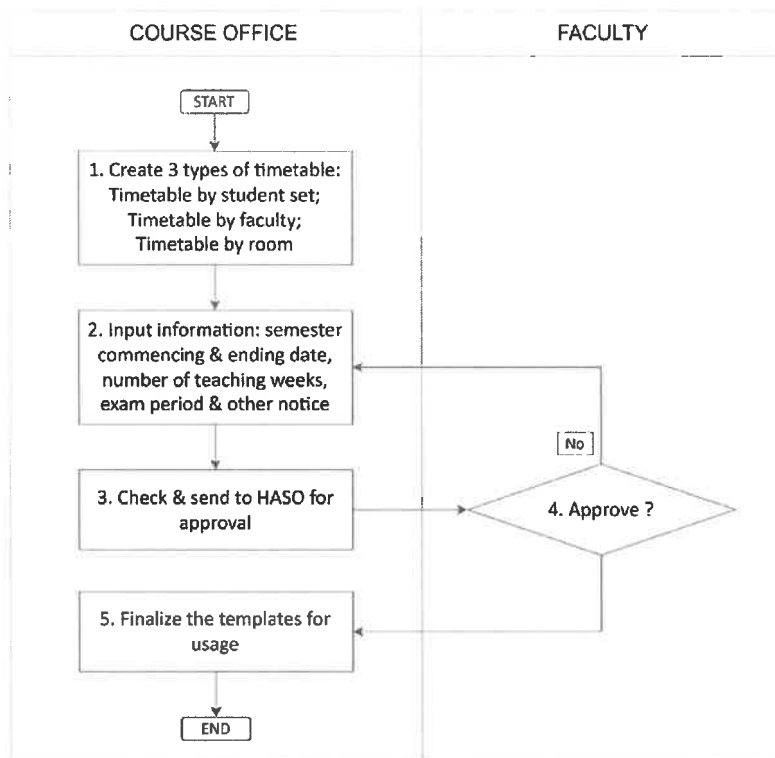 COURSE OFFICE
FACULTY
START
1. Create 3 types of timetable:
Timetable by student set;
Timetable by faculty;
Timetable by room
2. Input information: semester
commencing & ending date,
number of teaching weeks,
exam period & other notice
No
3. Check & send to HASO for
approval
4. Approve ?
5. Finalize the templates for
usage
END